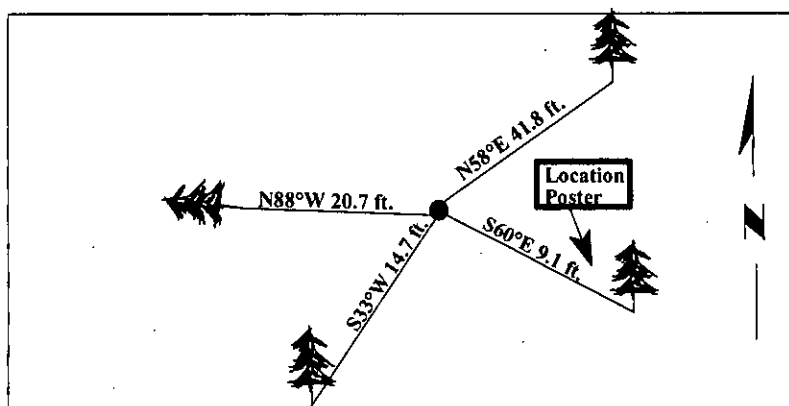 N58°E 41.8 ft.
Location
Poster
N88°W 20.7 ft.
S60°E 9.1 ft.
S33°W 14.7 ft.
N